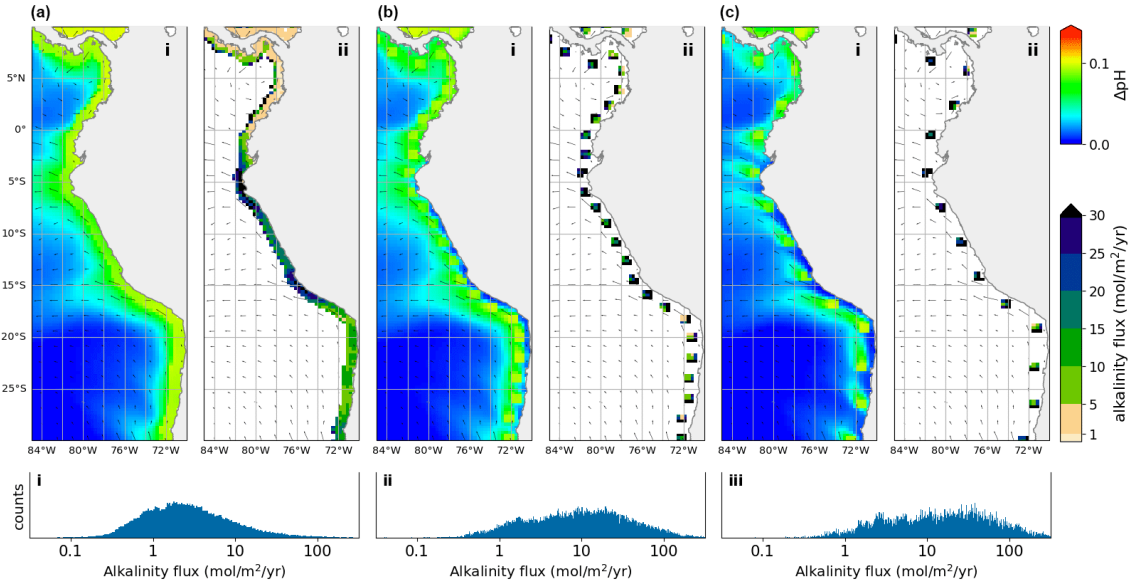 (a)
(b)
(c)
i
ii
i
ii
i
ii
5°N
0°
5°S
10°S
15°S
20°S
25°S
84°W 80°W 76°W 72°W
84°W 80°W 76°W 72°W
84°W 80°W 76°W 72°W
84°W 80°W 76°W 72°W
84°W 80°W 76°W 72°W
84°W 80°W 76°W 72°W
0.1
0.0
ΔpH
30
25
20
15
10
5
1
alkalinity flux (mol/m²/yr)
i
counts
0.1 1 10 100
Alkalinity flux (mol/m²/yr)
ii
0.1 1 10 100
Alkalinity flux (mol/m²/yr)
iii
0.1 1 10 100
Alkalinity flux (mol/m²/yr)